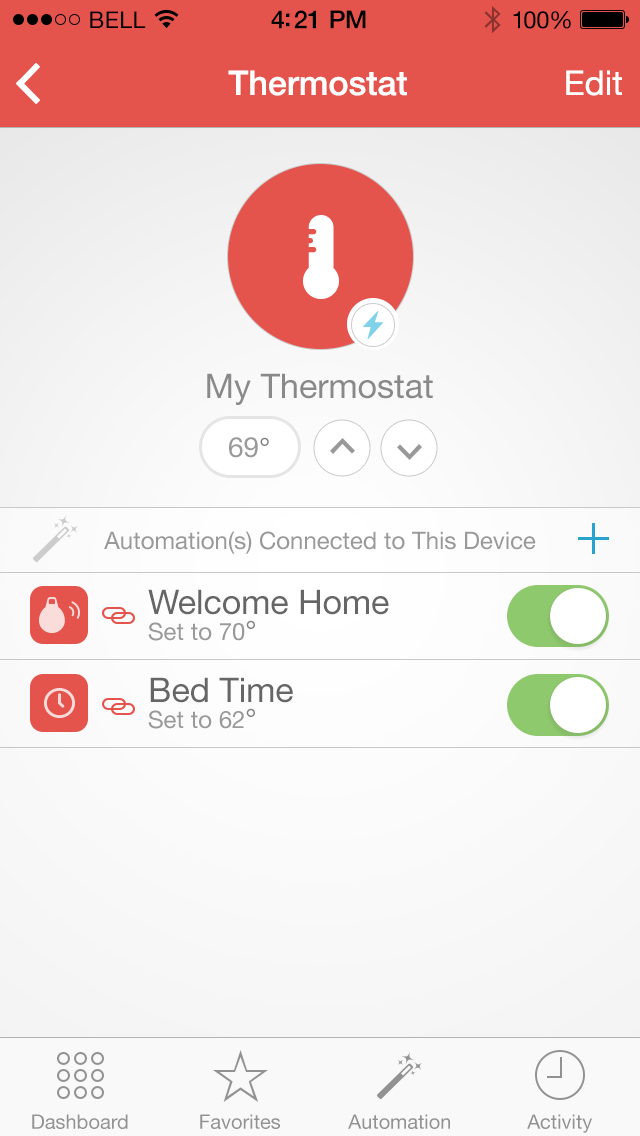 BELL 4:21 PM 100%
Thermostat Edit
My Thermostat
69°
Automation(s) Connected to This Device
Welcome Home
Set to 70°
Bed Time
Set to 62°
Dashboard Favorites Automation Activity